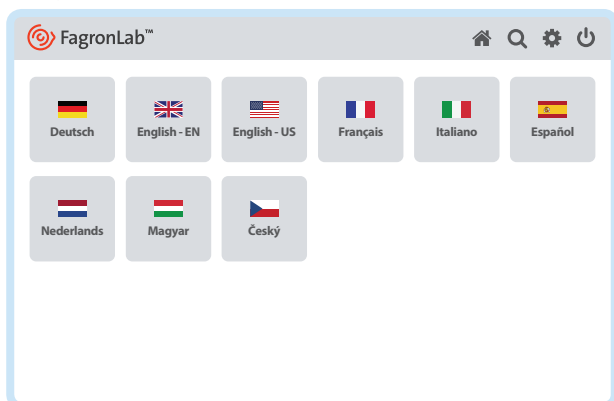 FagronLab™
Deutsch
English - EN
English - US
Français
Italiano
Español
Nederlands
Magyar
Český